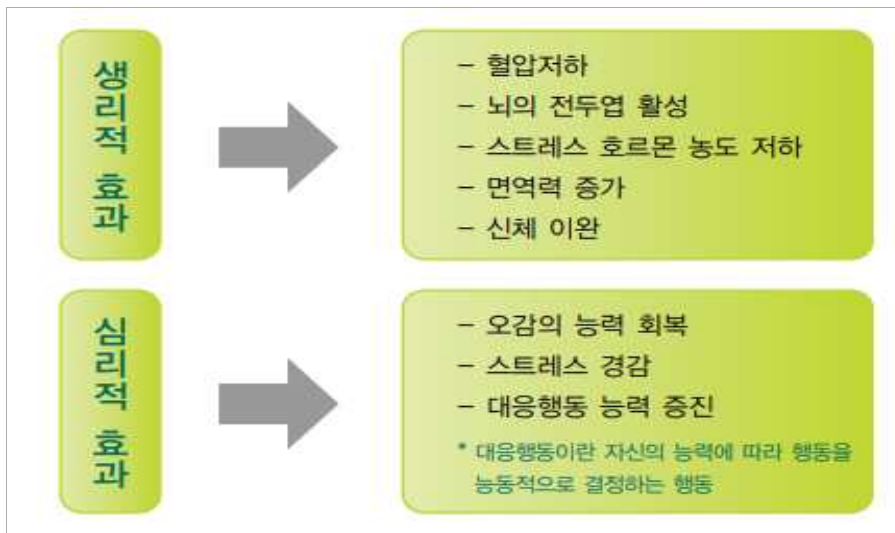 생리적 효과
- 혈압저하
- 뇌의 전두엽 활성
- 스트레스 호르몬 농도 저하
- 면역력 증가
- 신체 이완
심리적 효과
- 오감의 능력 회복
- 스트레스 경감
- 대응행동 능력 증진
* 대응행동이란 자신의 능력에 따라 행동을
능동적으로 결정하는 행동